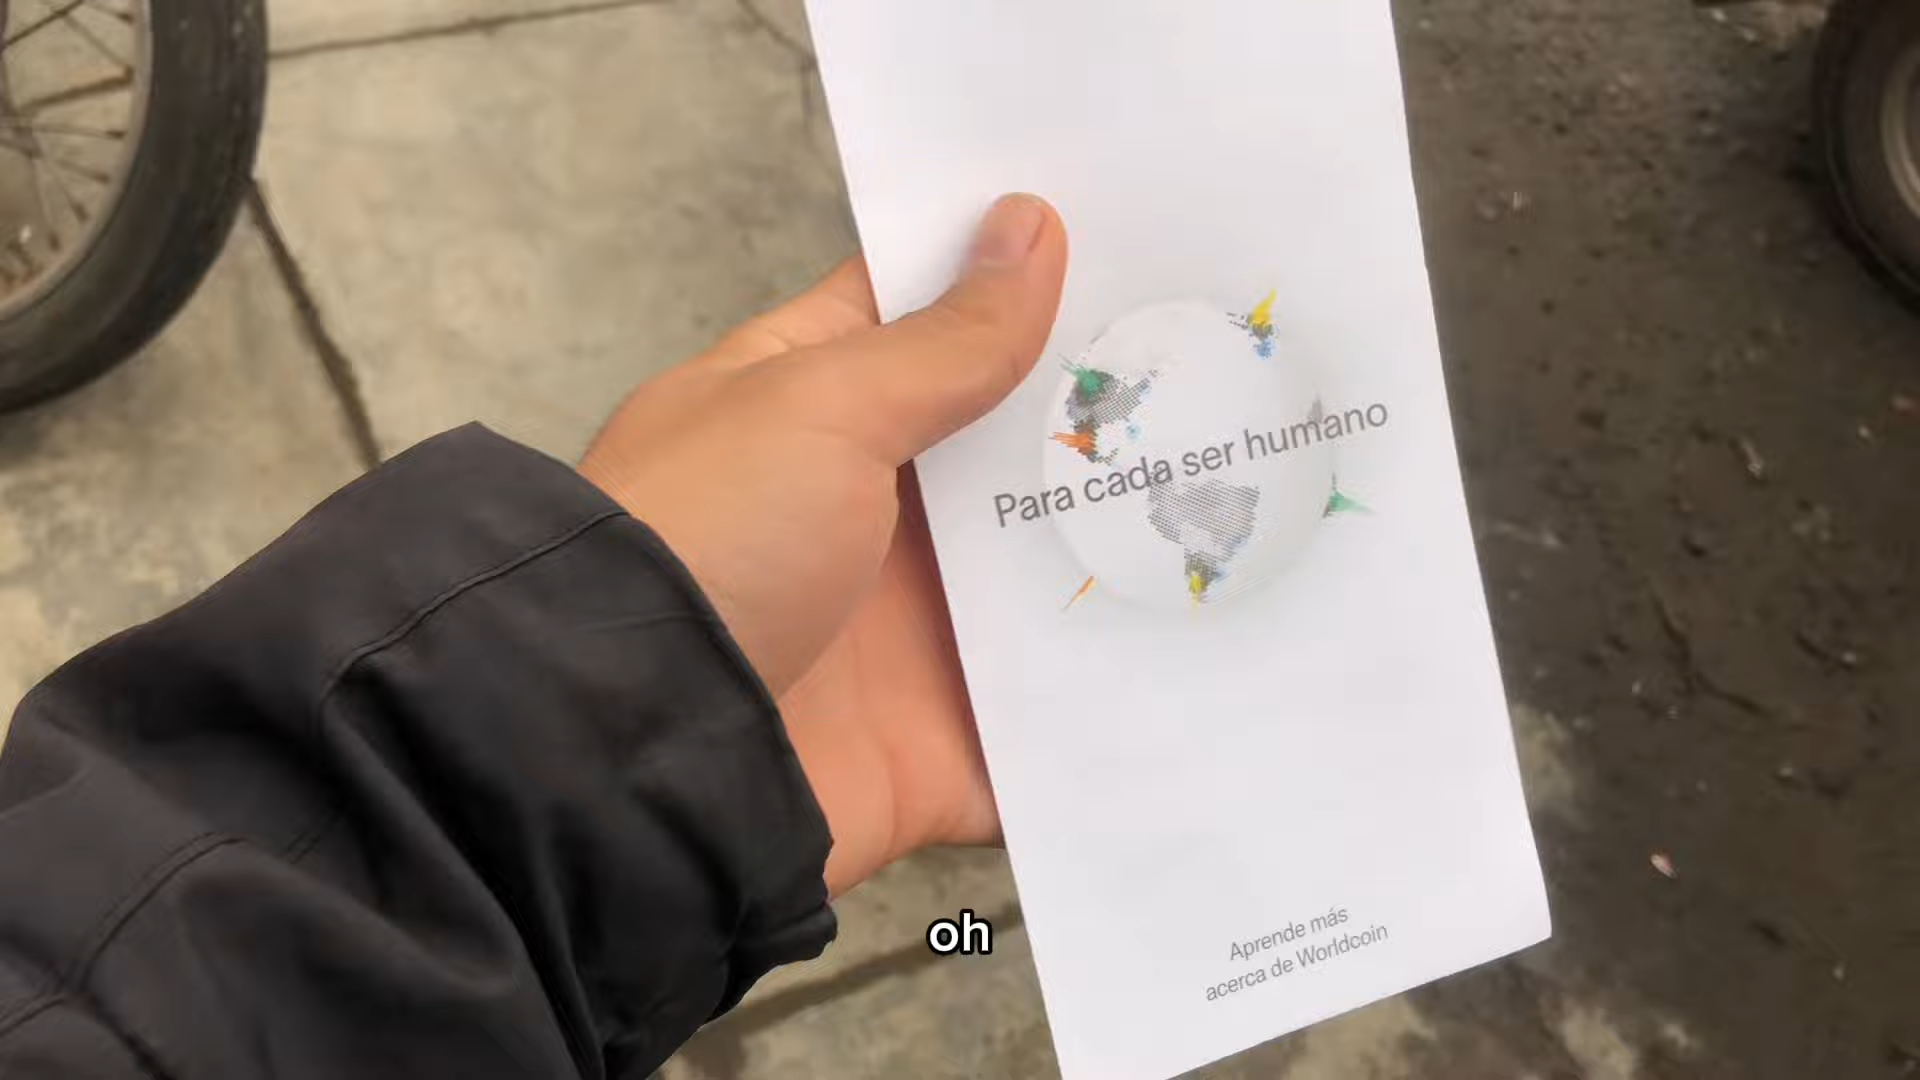 Para cada ser humano
oh
Aprende más
acerca de Worldcoin